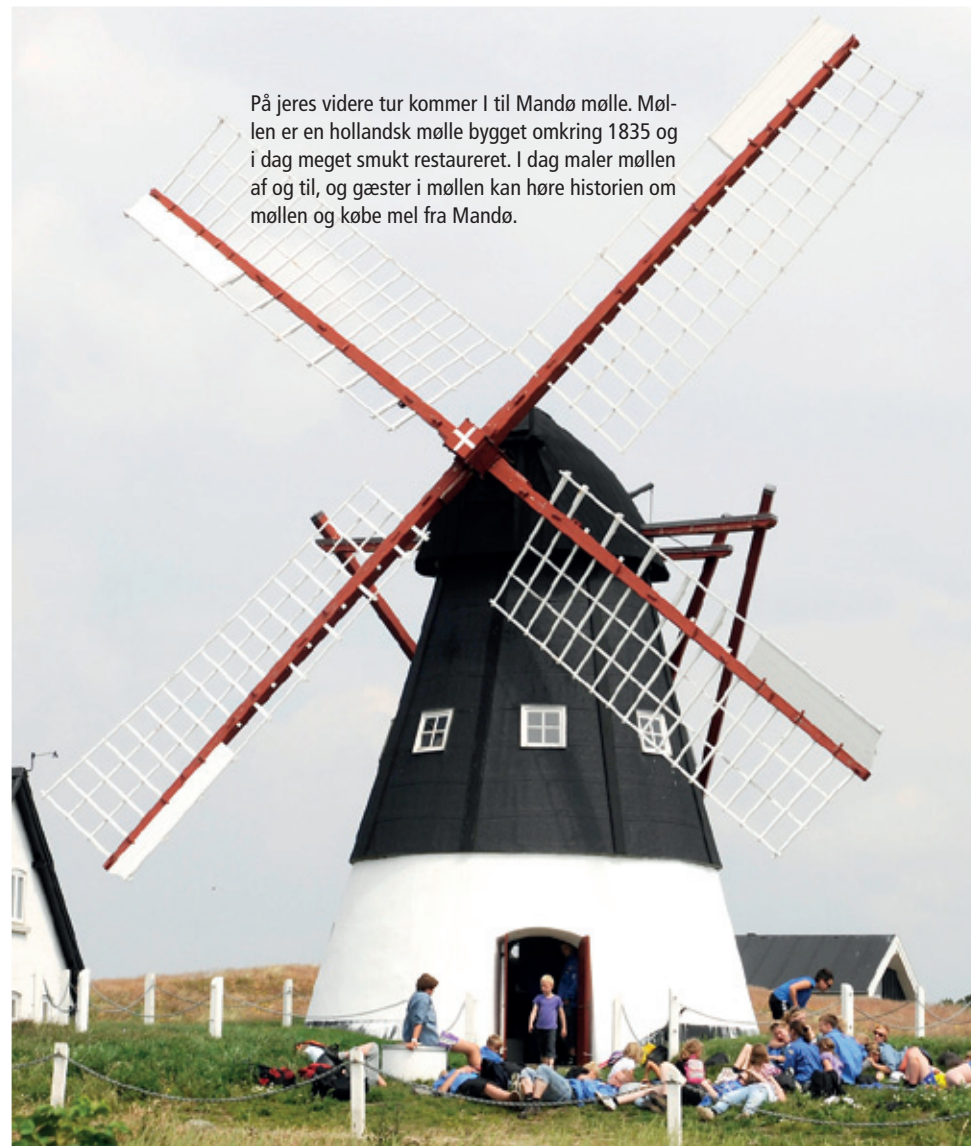 På jeres videre tur kommer I til Mandø mølle. Møl-
len er en hollandsk mølle bygget omkring 1835 og
i dag meget smukt restaureret. I dag maler møllen
af og til, og gæster i møllen kan høre historien om
møllen og købe mel fra Mandø.